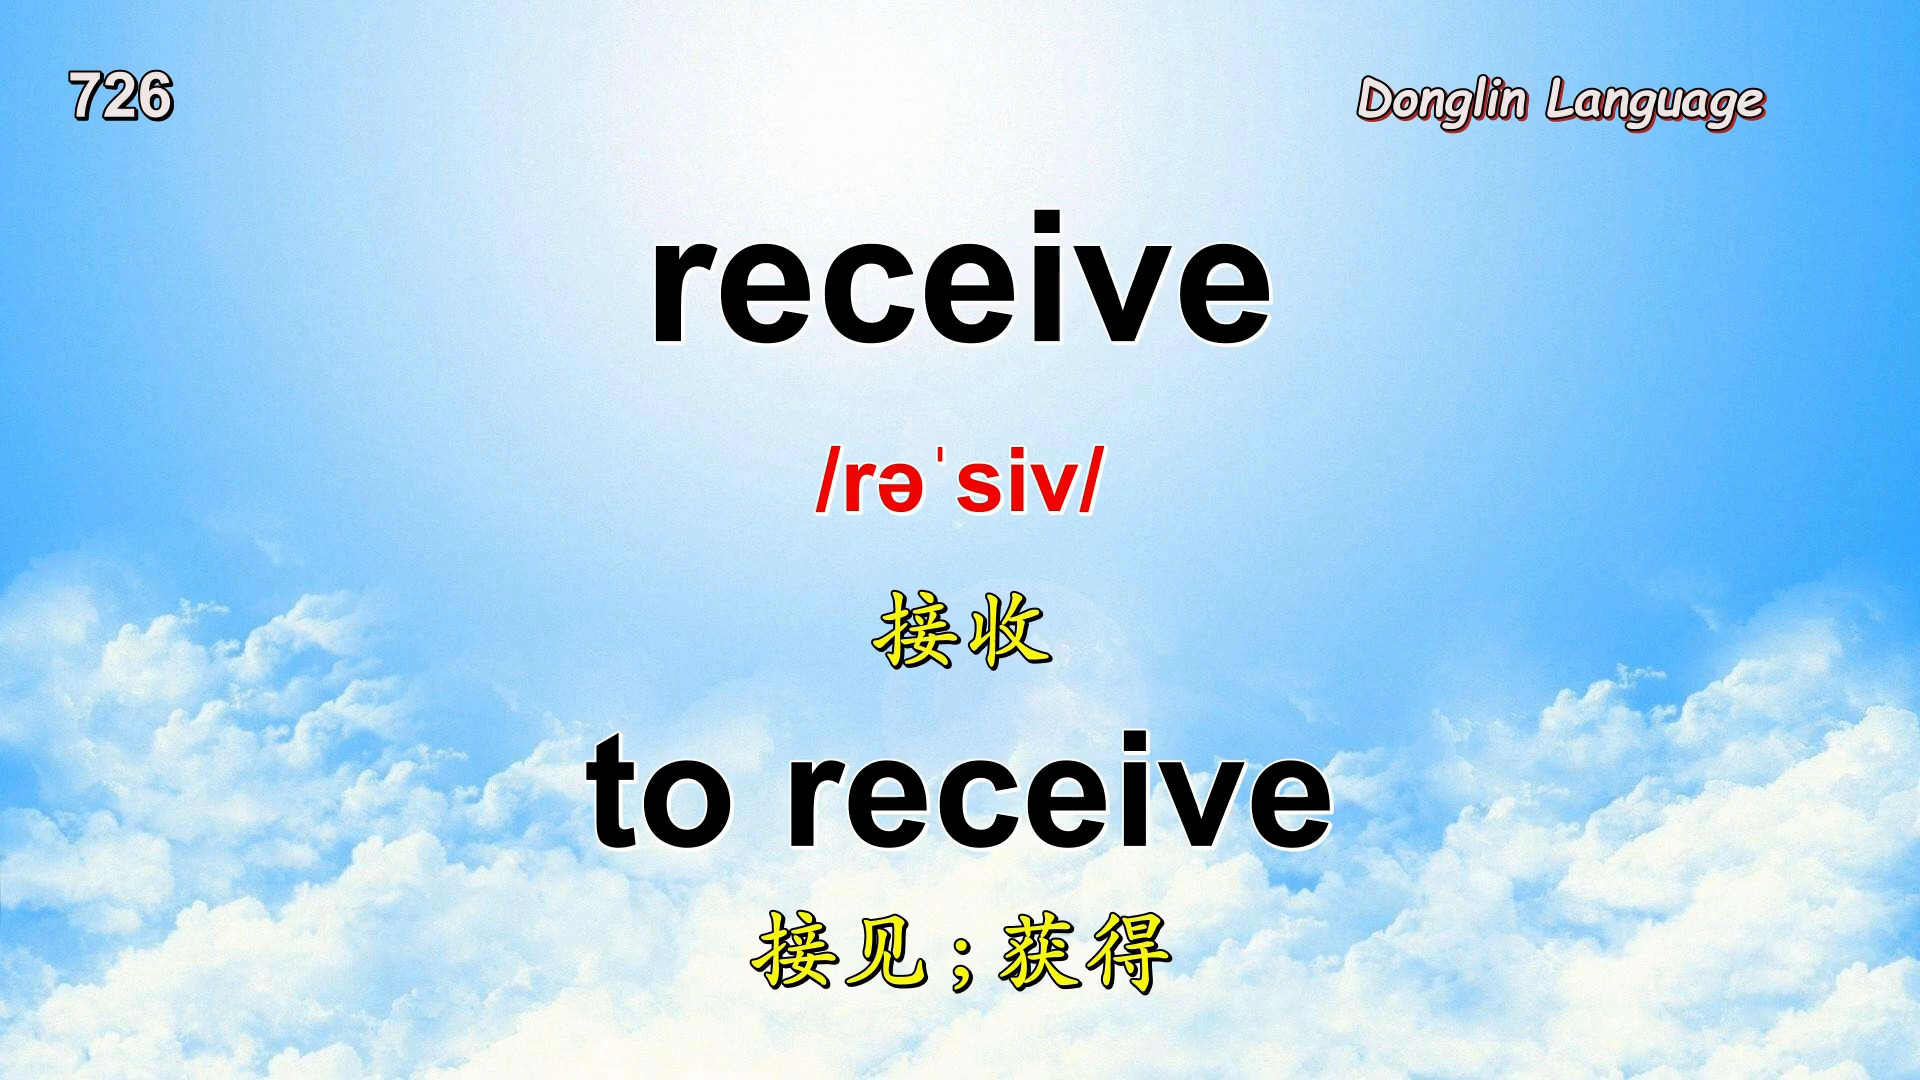 726
Donglin Language
receive
/rəˈsiv/
接收
to receive
接见;获得